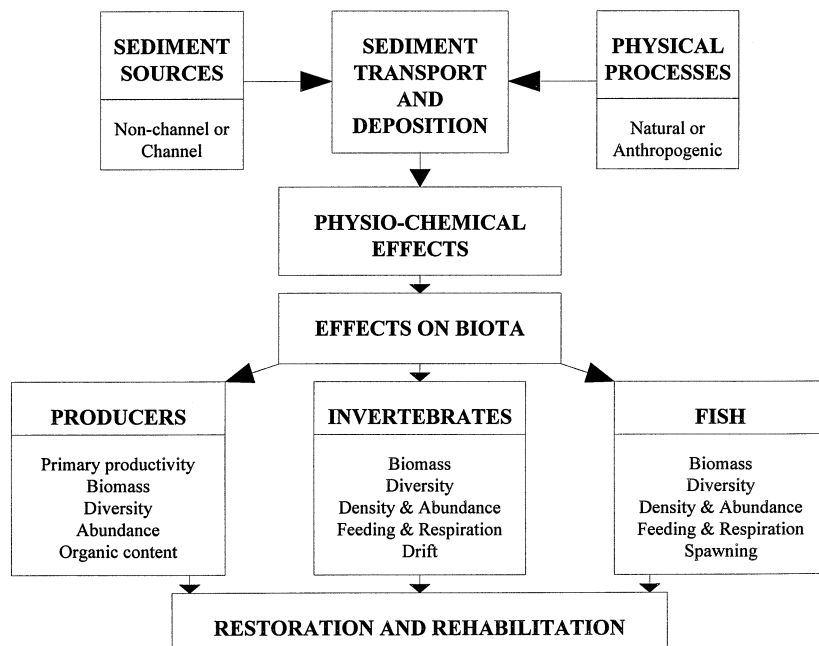 SEDIMENT
SOURCES
Non-channel or
Channel
SEDIMENT
TRANSPORT
AND
DEPOSITION
PHYSICAL
PROCESSES
Natural or
Anthropogenic
PHYSIO-CHEMICAL
EFFECTS
EFFECTS ON BIOTA
PRODUCERS
Primary productivity
Biomass
Diversity
Abundance
Organic content
INVERTEBRATES
Biomass
Diversity
Density & Abundance
Feeding & Respiration
Drift
FISH
Biomass
Diversity
Density & Abundance
Feeding & Respiration
Spawning
RESTORATION AND REHABILITATION